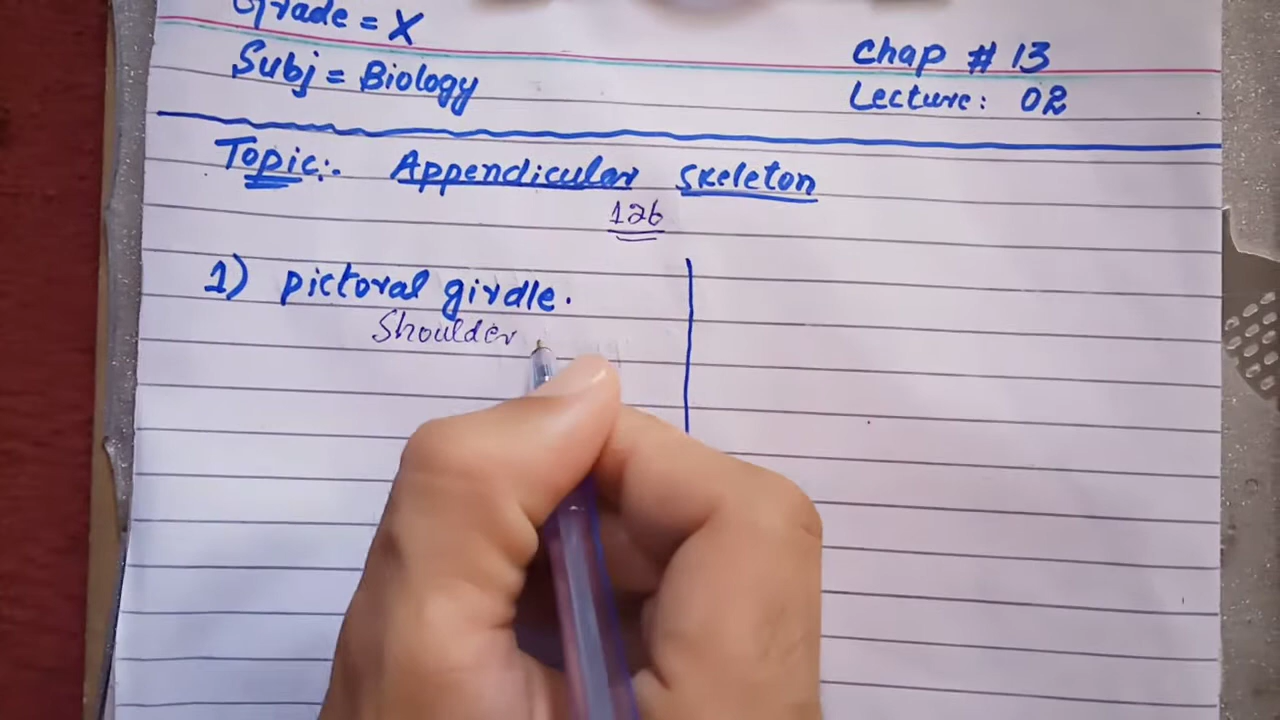 Grade = X
Subj = Biology
Chap # 13
Lecture: 02
Topic:. Appendicular skeleton
126
1) pictoral girdle.
Shoulder